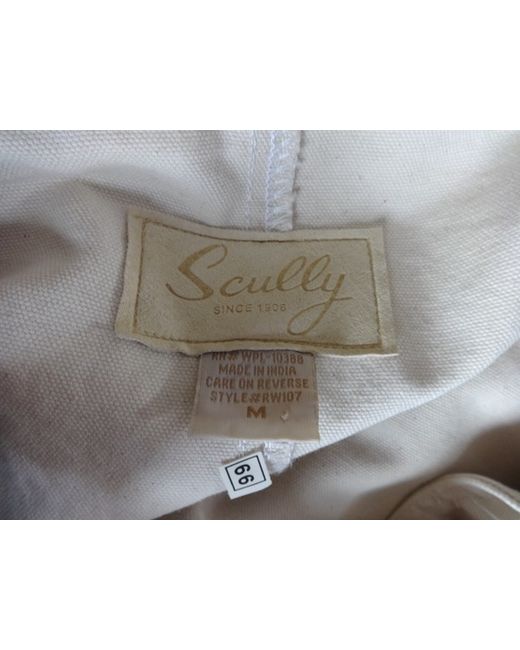 Scully
SINCE 1906
RN# WPL-10388
MADE IN INDIA
CARE ON REVERSE
STYLE#RW107
M
66